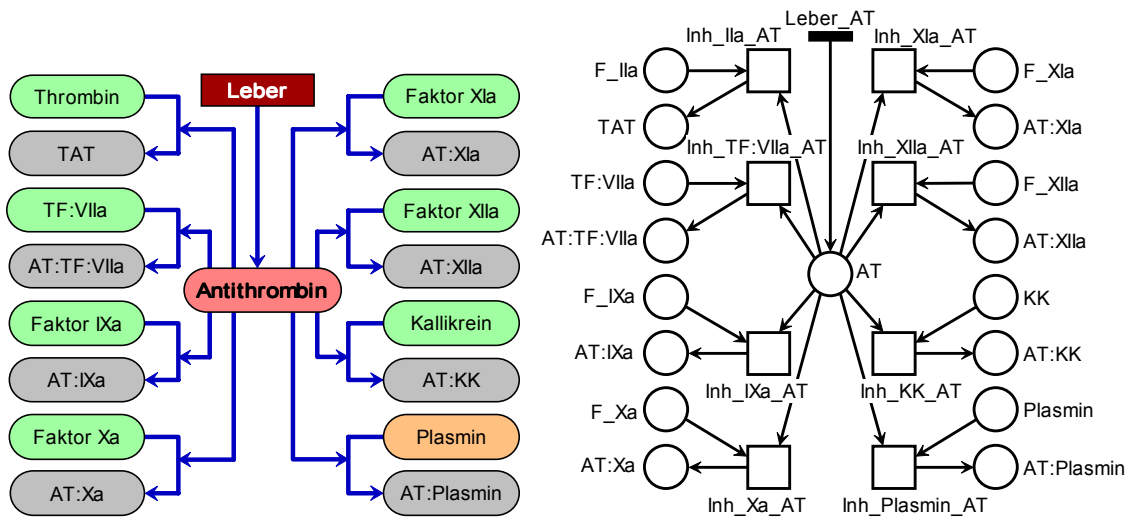 Thrombin
TAT
TF:VIIa
AT:TF:VIIa
Faktor IXa
AT:IXa
Faktor Xa
AT:Xa
Leber
Antithrombin
Faktor XIa
AT:XIa
Faktor XIIa
AT:XIIa
Kallikrein
AT:KK
Plasmin
AT:Plasmin
Leber_AT
Inh_IIa_AT
Inh_XIa_AT
F_IIa
F_XIa
TAT
AT:XIa
Inh_TF:VIIa_AT
Inh_XIIa_AT
TF:VIIa
F_XIIa
AT:TF:VIIa
AT:XIIa
AT
F_IXa
KK
AT:IXa
AT:KK
Inh_IXa_AT
Inh_KK_AT
F_Xa
Plasmin
AT:Xa
AT:Plasmin
Inh_Xa_AT
Inh_Plasmin_AT